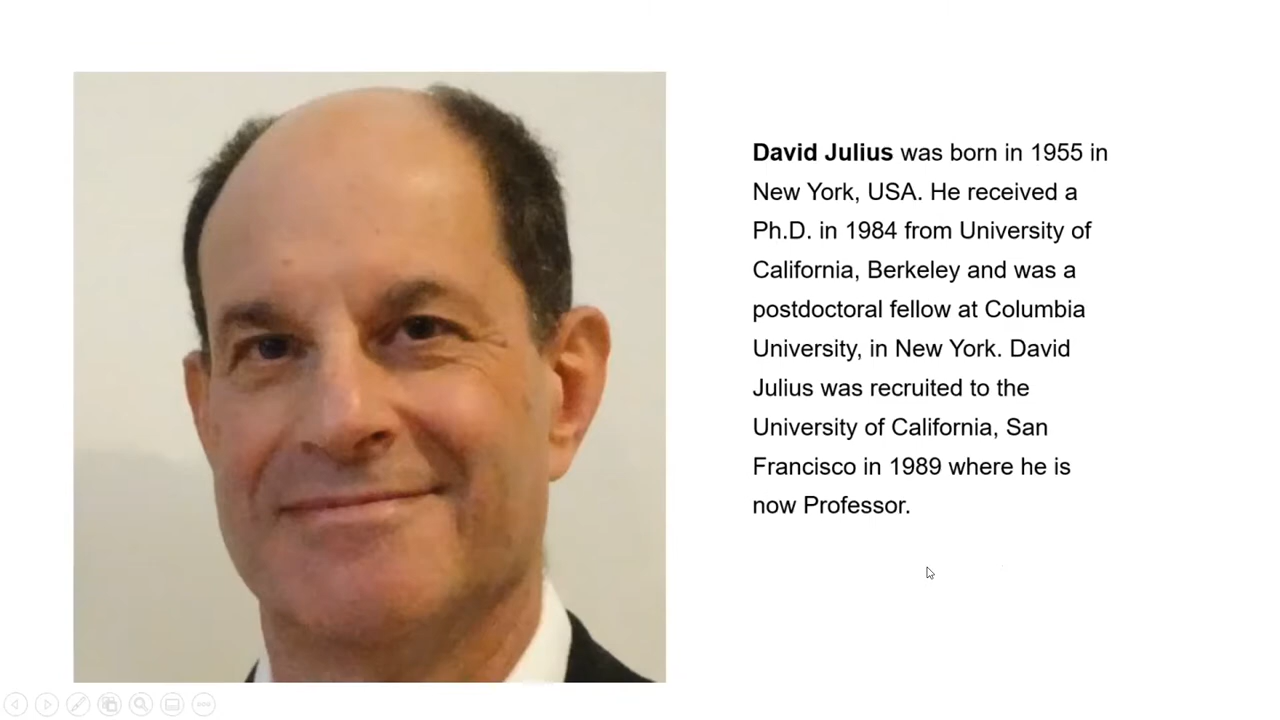 David Julius was born in 1955 in
New York, USA. He received a
Ph.D. in 1984 from University of
California, Berkeley and was a
postdoctoral fellow at Columbia
University, in New York. David
Julius was recruited to the
University of California, San
Francisco in 1989 where he is
now Professor.